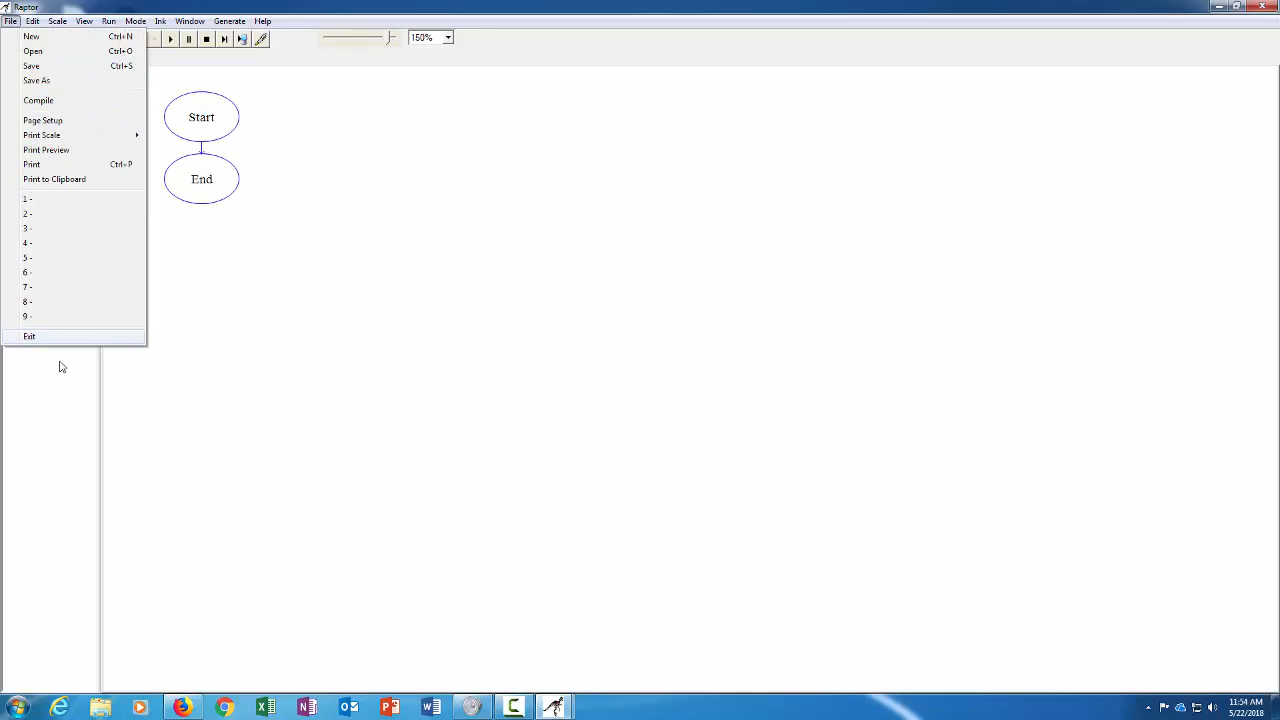 Raptor
File Edit Scale View Run Mode Ink Window Generate Help
150%
New Ctrl+N
Open Ctrl+O
Save Ctrl+S
Save As
Compile
Page Setup
Print Scale
Print Preview
Print Ctrl+P
Print to Clipboard
1 -
2 -
3 -
4 -
5 -
6 -
7 -
8 -
9 -
Exit
Start
End
11:54 AM
5/22/2018